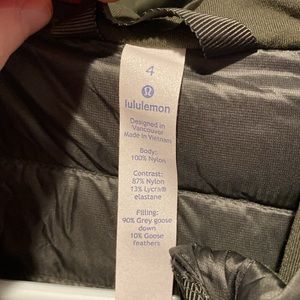 4
lululemon
Designed in
Vancouver
Made in Vietnam
Body:
100% Nylon
Contrast:
87% Nylon
13% Lycra®
elastane
Filling:
90% Grey goose
down
10% Goose
feathers